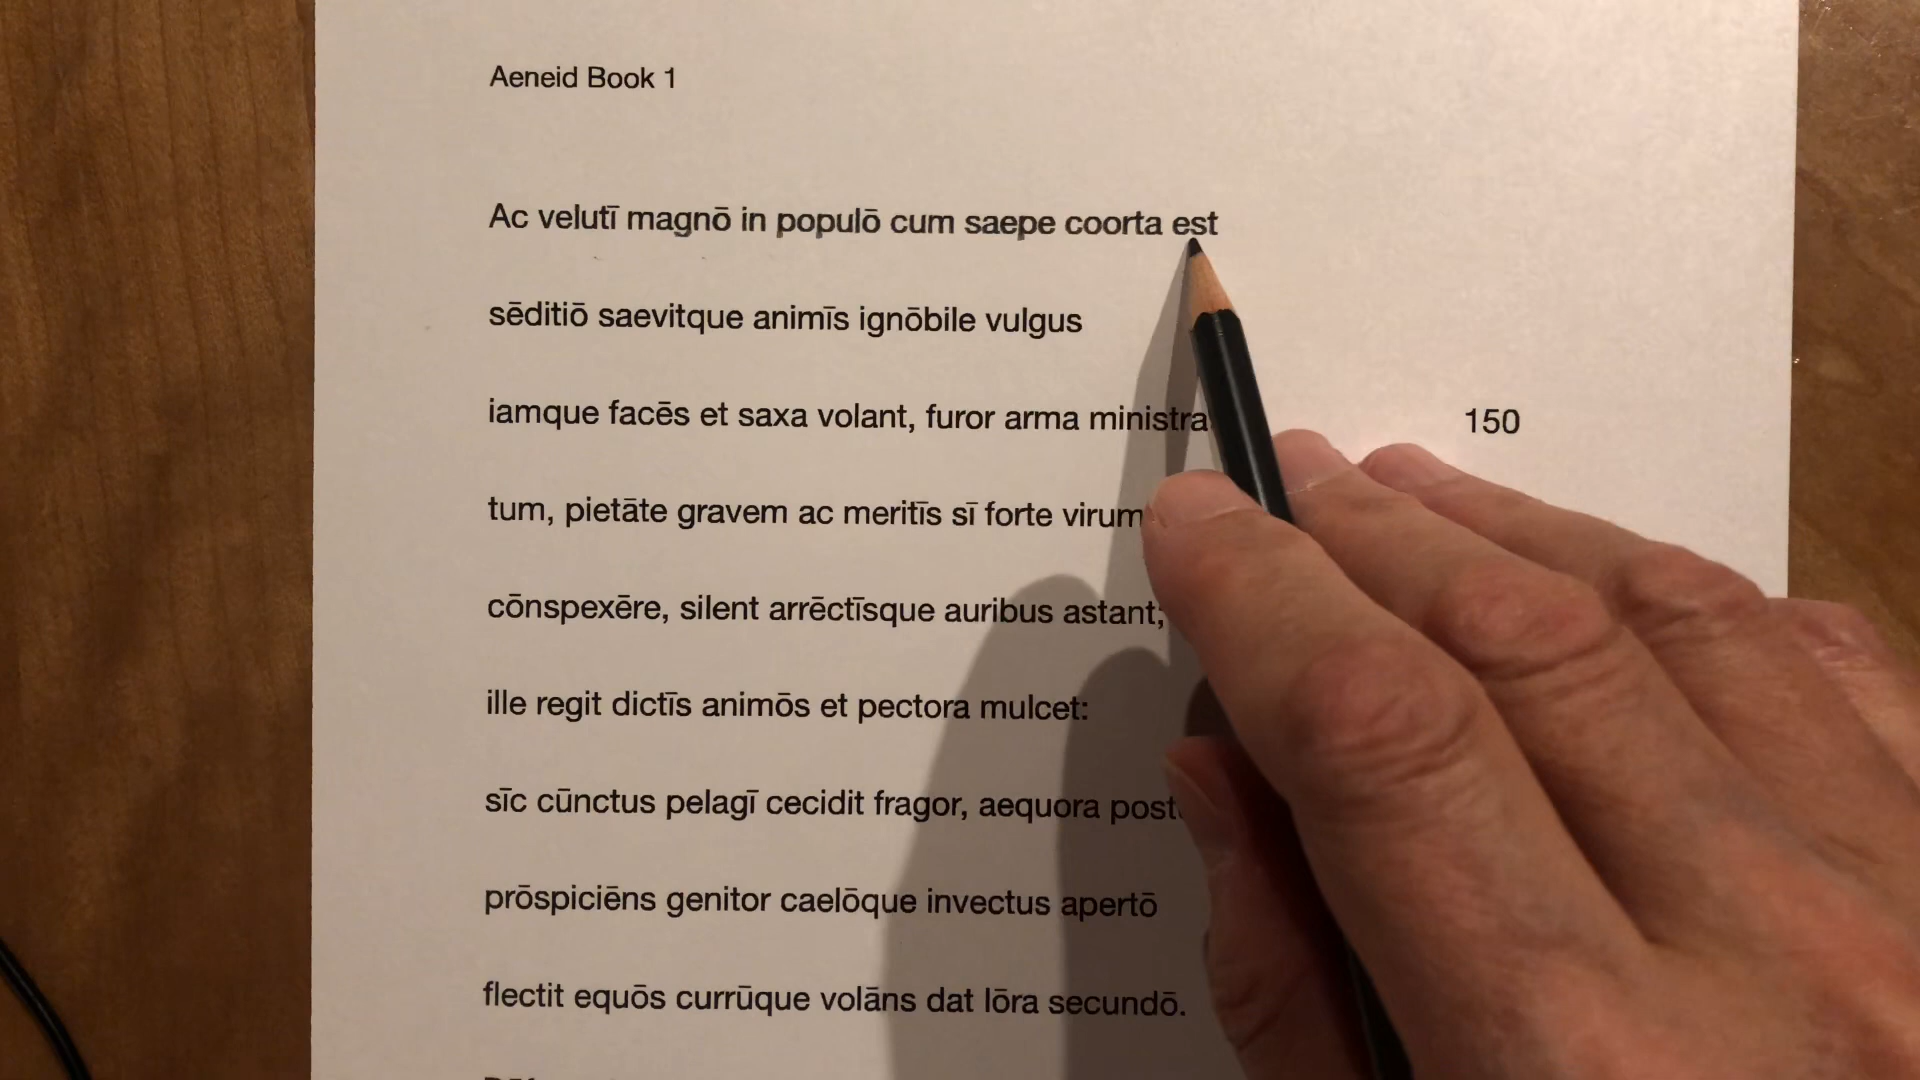 Aeneid Book 1
Ac velutī magnō in populō cum saepe coorta est
sēditiō saevitque animīs ignōbile vulgus
iamque facēs et saxa volant, furor arma 150
tum, pietāte gravem ac meritīs sī forte virum
cōnspexēre, silent arrēctīsque auribus astant;
ille regit dictīs animōs et pectora mulcet:
sīc cūnctus pelagī cecidit fragor, aequora
prōspiciēns genitor caelōque invectus apertō
flectit equōs currūque volāns dat lōra secundō.